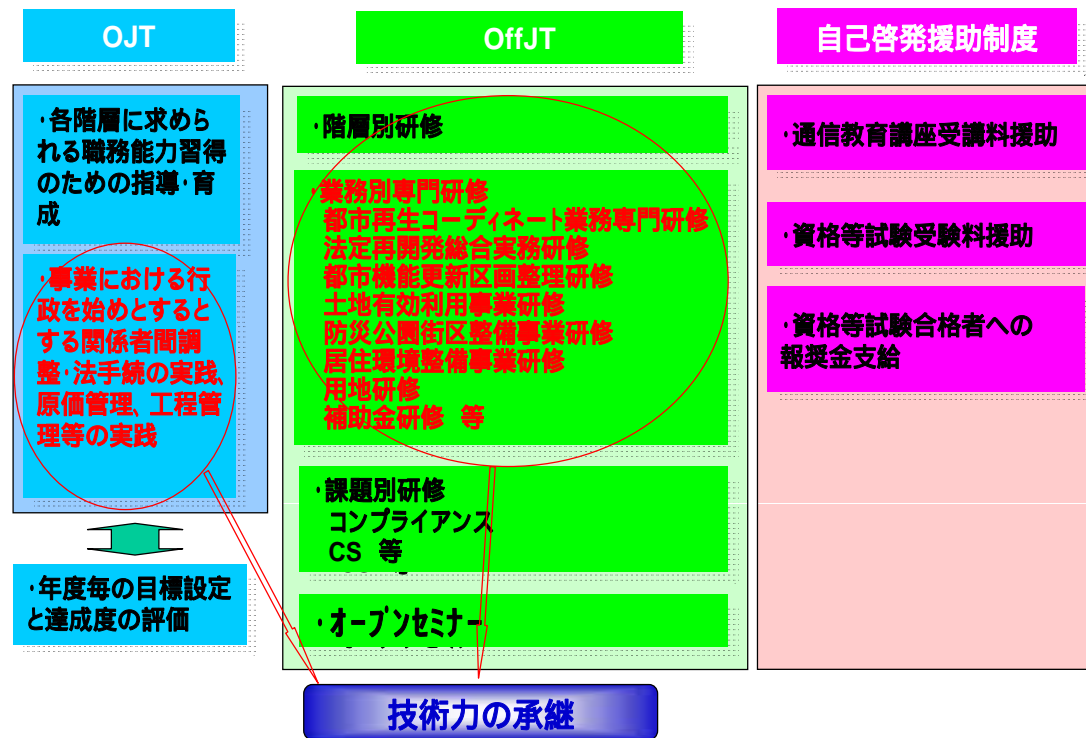 OJT
・各階層に求めら
れる職務能力習得
のための指導・育
成
・事業における行
政を始めとすると
する関係者間調
整・法手続の実践、
原価管理、工程管
理等の実践
・年度毎の目標設定
と達成度の評価
OffJT
・階層別研修
・業務別専門研修
都市再生コーディネート業務専門研修
法定再開発総合実務研修
都市機能更新区画整理研修
土地有効利用事業研修
防災公園街区整備事業研修
居住環境整備事業研修
用地研修
補助金研修 等
・課題別研修
コンプライアンス
CS 等
・オープンセミナー
自己啓発援助制度
・通信教育講座受講料援助
・資格等試験受験料援助
・資格等試験合格者への
報奨金支給
技術力の承継